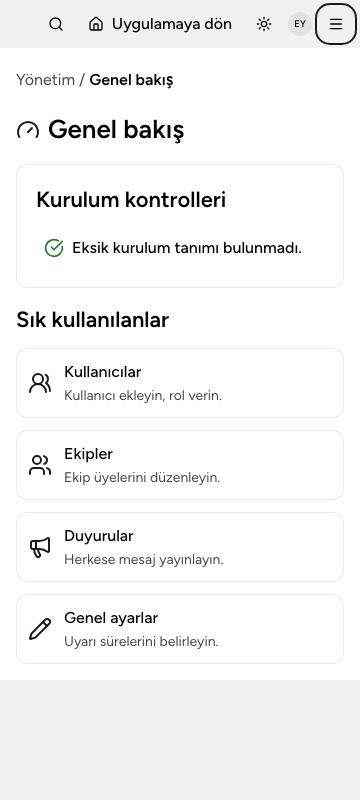 Uygulamaya dön
EY
Yönetim / Genel bakış
Genel bakış
Kurulum kontrolleri
Eksik kurulum tanımı bulunmadı.
Sık kullanılanlar
Kullanıcılar
Kullanıcı ekleyin, rol verin.
Ekipler
Ekip üyelerini düzenleyin.
Duyurular
Herkese mesaj yayınlayın.
Genel ayarlar
Uyarı sürelerini belirleyin.